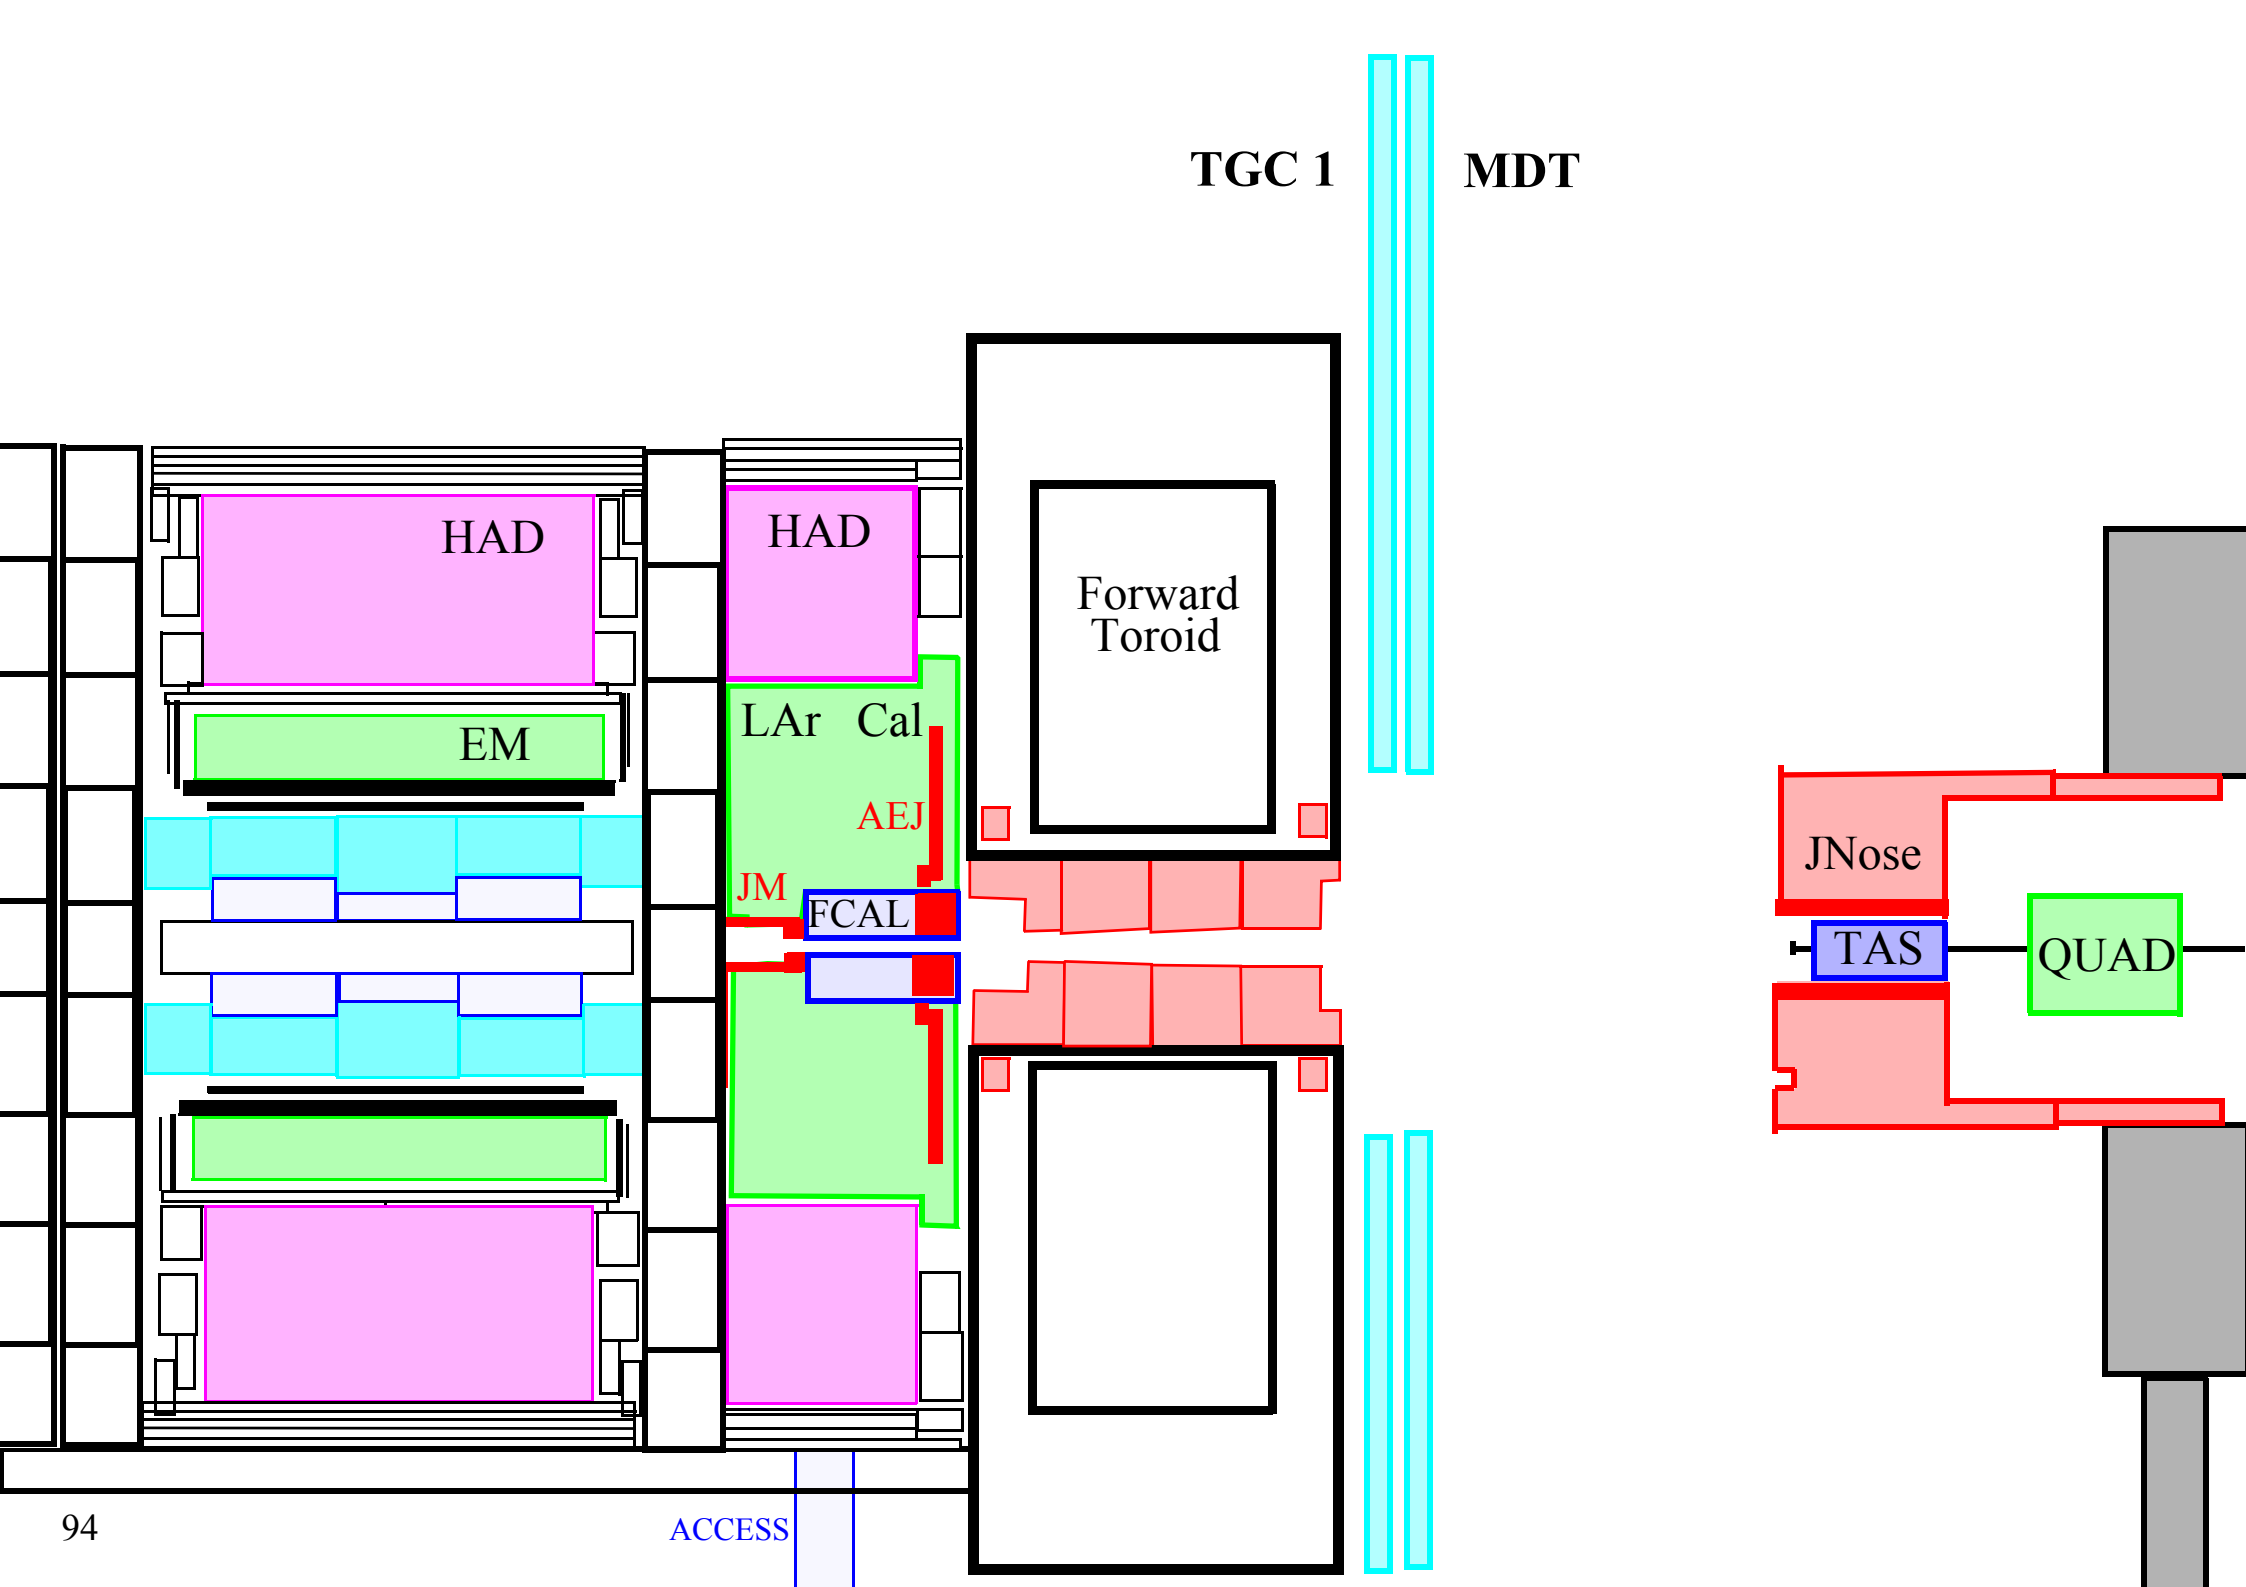 TGC 1
MDT
HAD
HAD
Forward
Toroid
LAr Cal
EM
AEJ
JM
FCAL
JNose
TAS
QUAD
94
ACCESS